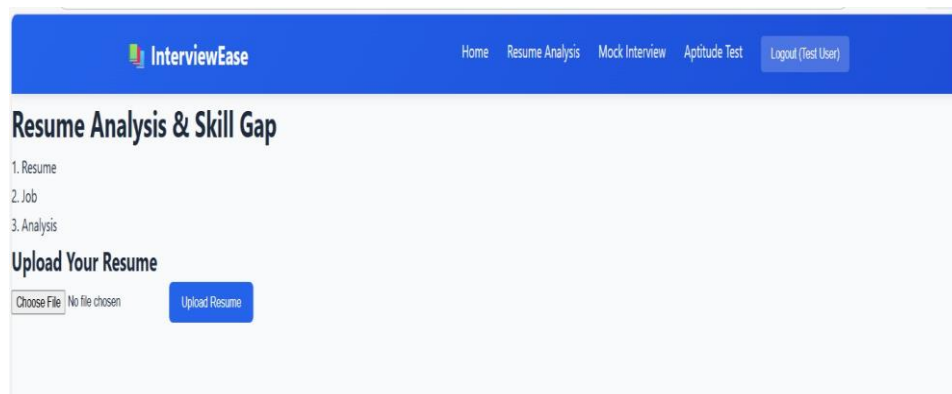 InterviewEase Home Resume Analysis Mock Interview Aptitude Test Logout (Test User)
Resume Analysis & Skill Gap
1. Resume
2. Job
3. Analysis
Upload Your Resume
Choose File No file chosen Upload Resume